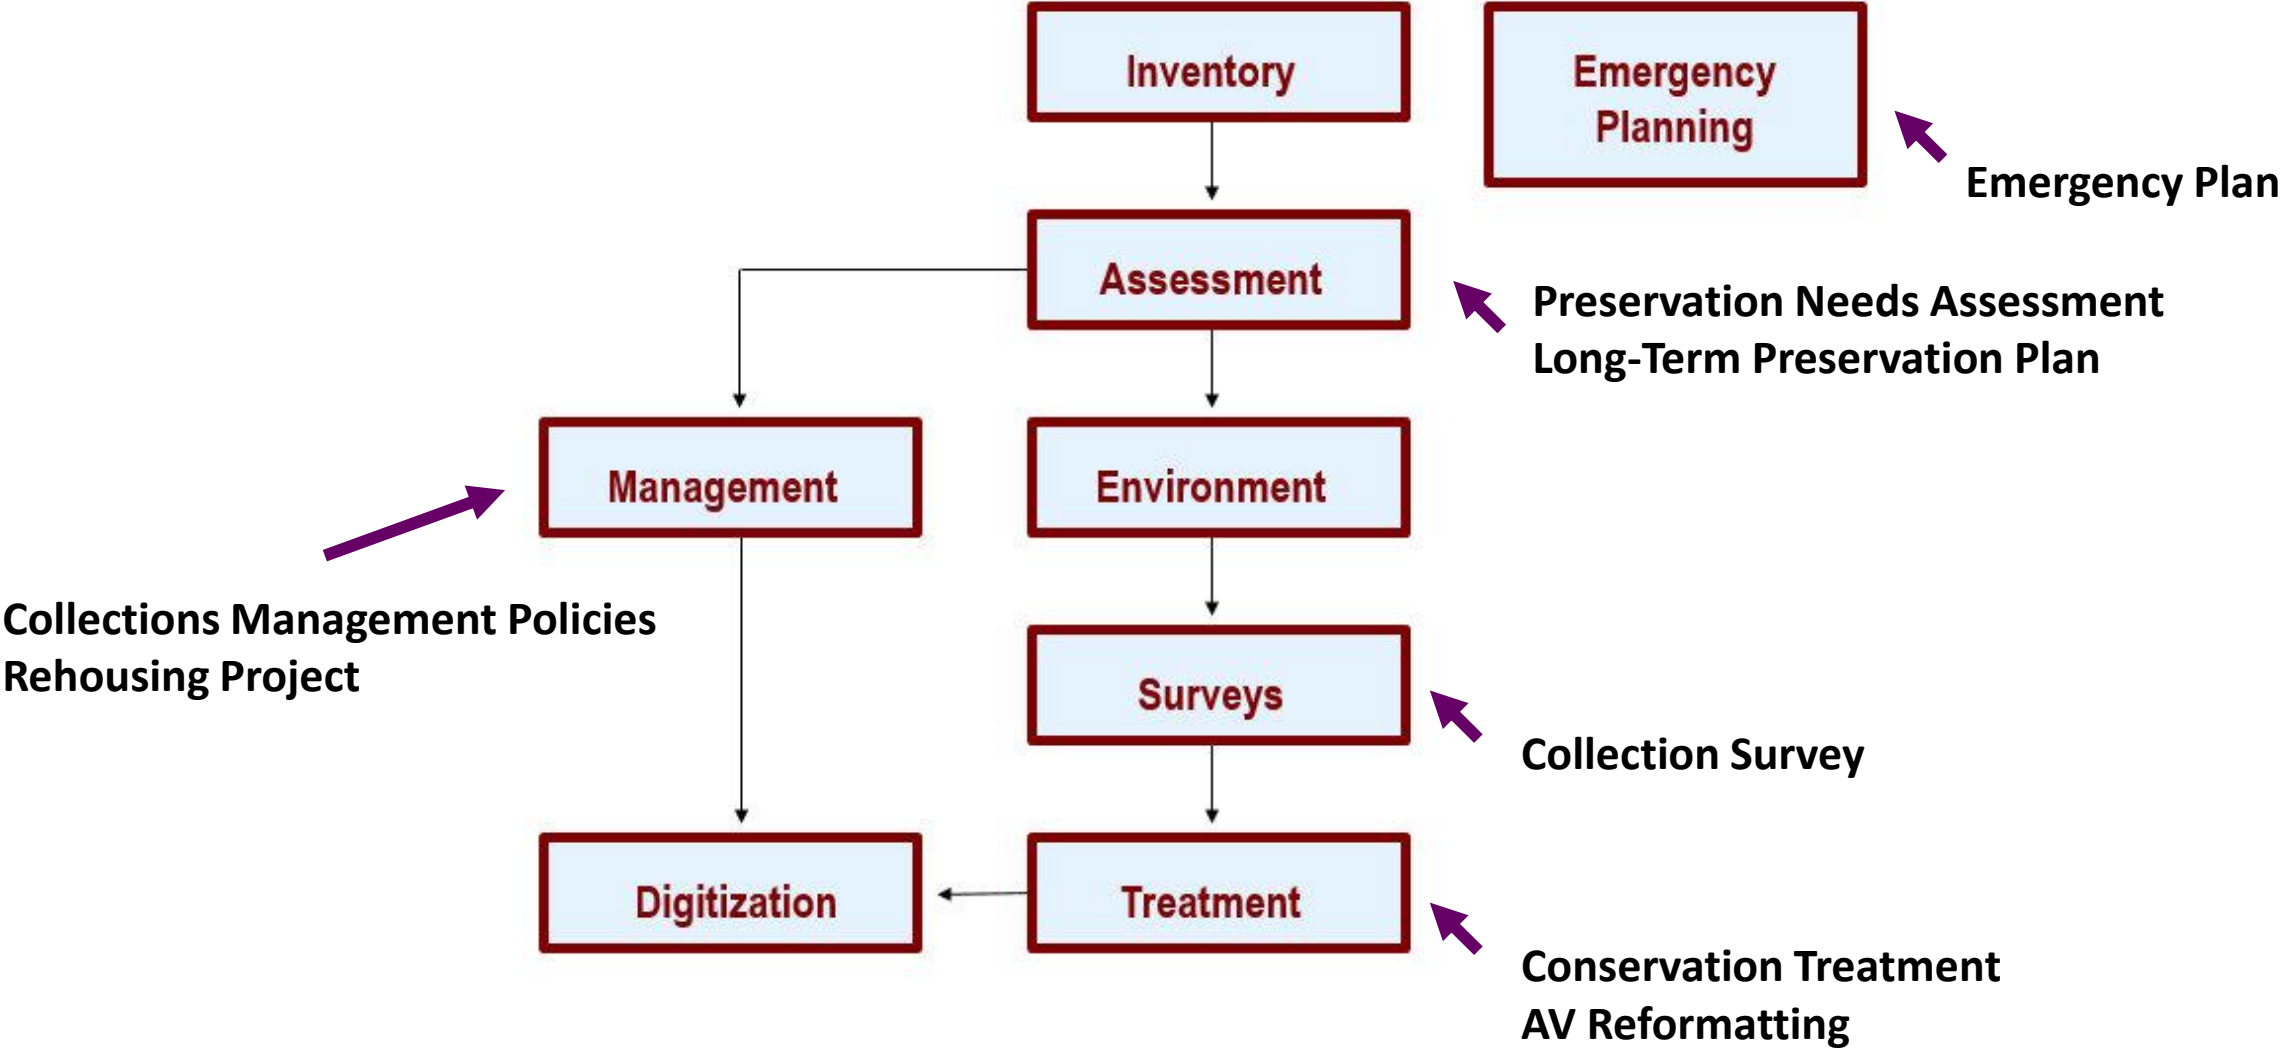 Inventory
Emergency
Planning
Emergency Plan
Assessment
Preservation Needs Assessment
Long-Term Preservation Plan
Management
Environment
Collections Management Policies
Rehousing Project
Surveys
Collection Survey
Digitization
Treatment
Conservation Treatment
AV Reformatting